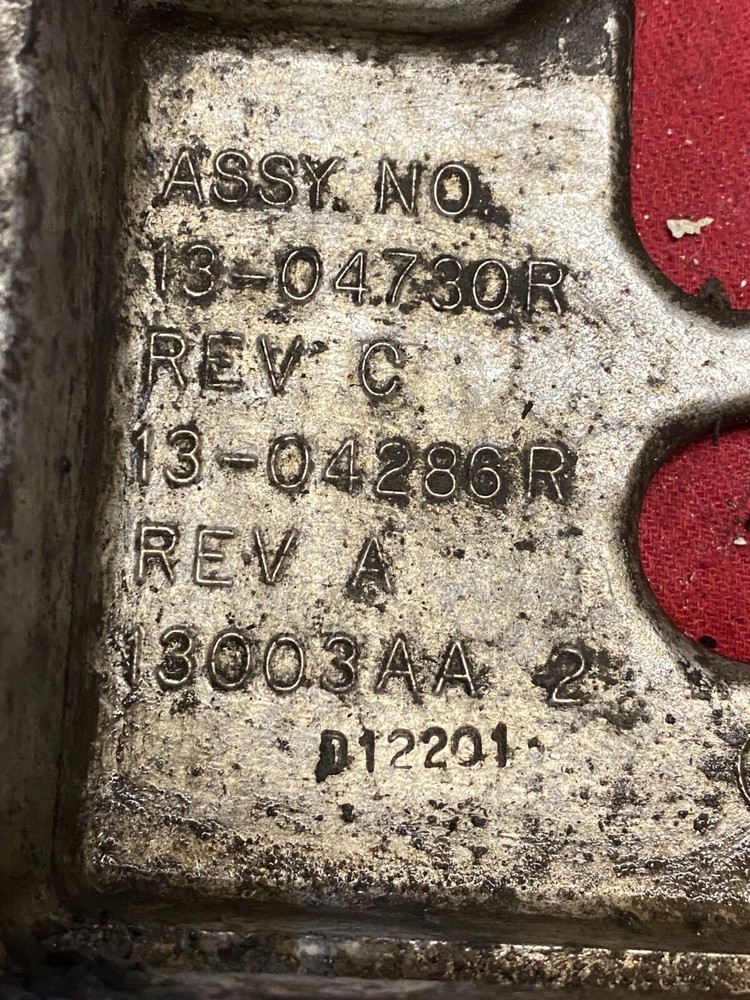 ASSY. NO.
13-04730R
REV C
13-04286R
REV A
13003AA 2
D12201